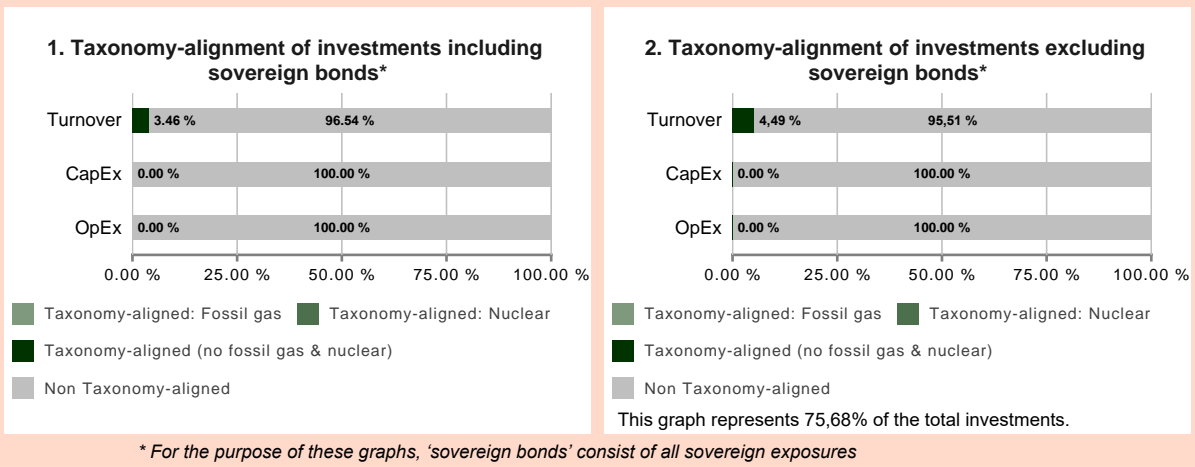 1. Taxonomy-alignment of investments including
sovereign bonds*
Turnover 3.46 % 96.54 %
CapEx 0.00 % 100.00 %
OpEx 0.00 % 100.00 %
0.00 % 25.00 % 50.00 % 75.00 % 100.00 %
Taxonomy-aligned: Fossil gas Taxonomy-aligned: Nuclear
Taxonomy-aligned (no fossil gas & nuclear)
Non Taxonomy-aligned
2. Taxonomy-alignment of investments excluding
sovereign bonds*
Turnover 4,49 % 95,51 %
CapEx 0.00 % 100.00 %
OpEx 0.00 % 100.00 %
0.00 % 25.00 % 50.00 % 75.00 % 100.00 %
Taxonomy-aligned: Fossil gas Taxonomy-aligned: Nuclear
Taxonomy-aligned (no fossil gas & nuclear)
Non Taxonomy-aligned
This graph represents 75,68% of the total investments.
* For the purpose of these graphs, ‘sovereign bonds’ consist of all sovereign exposures